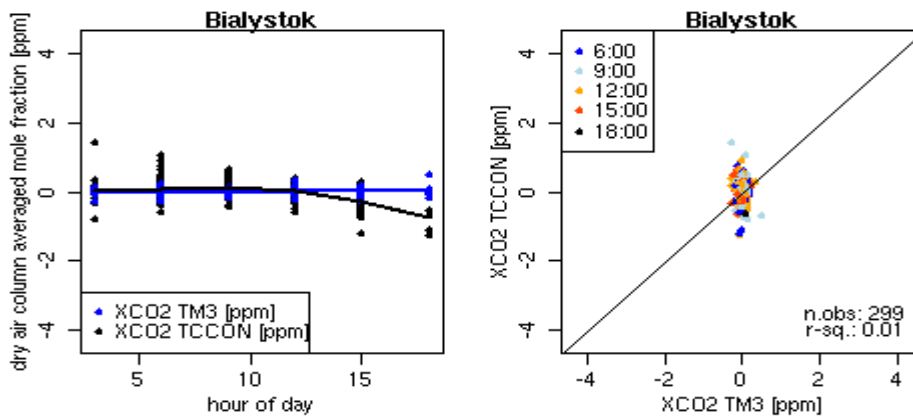 Bialystok
dry air column averaged mole fraction [ppm]
4
2
0
-2
-4
XCO2 TM3 [ppm]
XCO2 TCCON [ppm]
5
10
15
hour of day
Bialystok
XCO2 TCCON [ppm]
4
2
0
-2
-4
6:00
9:00
12:00
15:00
18:00
n.obs: 299
r-sq.: 0.01
-4
-2
0
2
4
XCO2 TM3 [ppm]